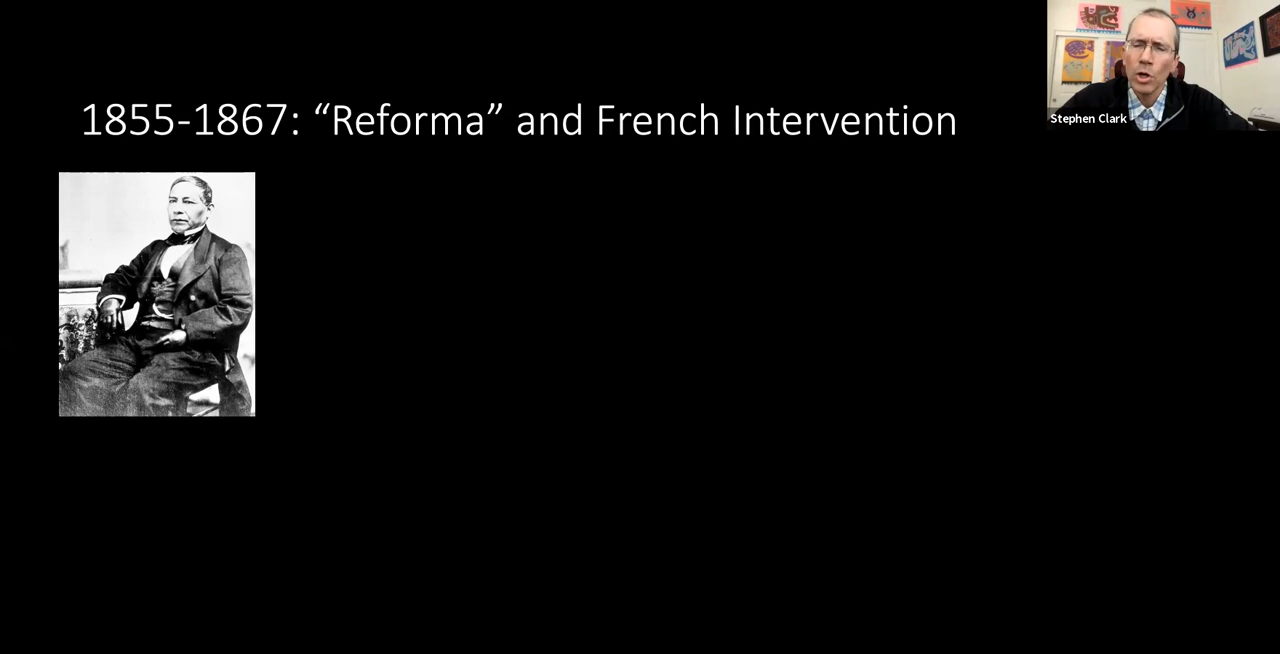 1855-1867: “Reforma” and French Intervention
Stephen Clark